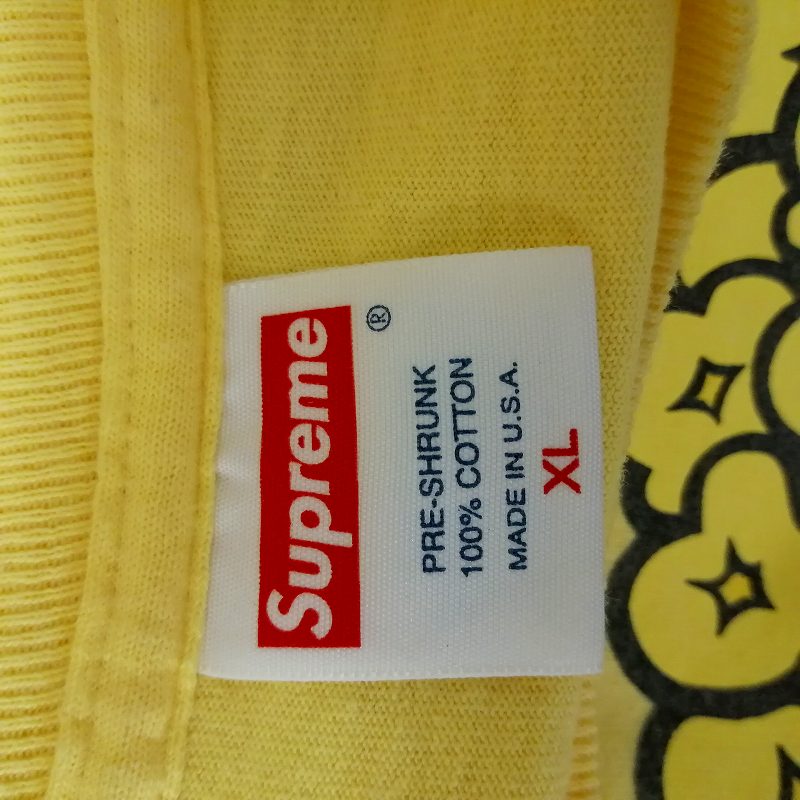 Supreme®
PRE-SHRUNK
100% COTTON
MADE IN U.S.A.
XL